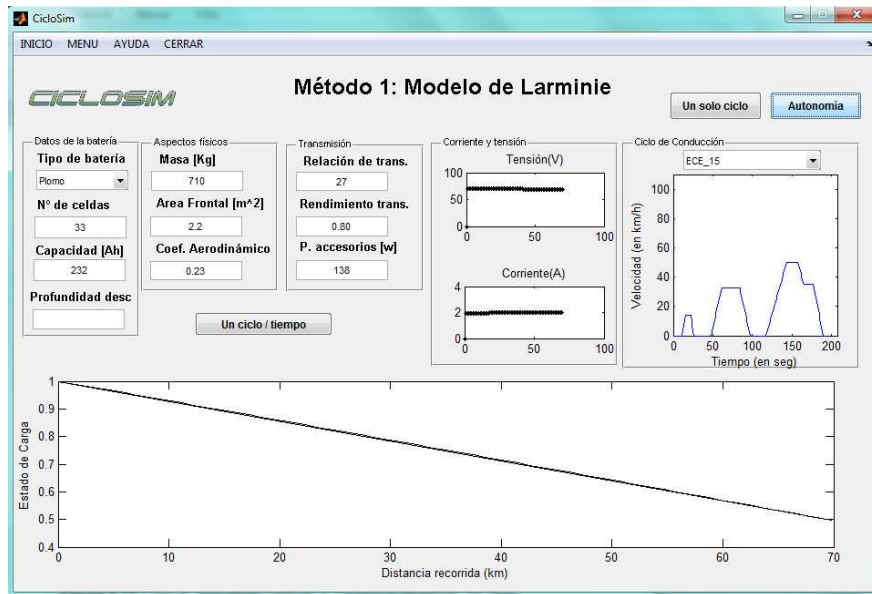 CicloSim
INICIO MENU AYUDA CERRAR
CICLOSIM
Método 1: Modelo de Larminie
Un solo ciclo
Autonomia
Datos de la batería
Tipo de batería
Plomo
Nº de celdas
33
Capacidad [Ah]
232
Profundidad desc
Aspectos físicos
Masa [Kg]
710
Area Frontal [m^2]
2.2
Coef. Aerodinámico
0.23
Transmisión
Relación de trans.
27
Rendimiento trans.
0.80
P. accesorios [w]
138
Un ciclo / tiempo
Corriente y tensión
Tensión(V)
100
50
0
0 50 100
Corriente(A)
4
2
0
0 50 100
Ciclo de Conducción
ECE_15
Velocidad (en km/h)
100
80
60
40
20
0
0 50 100 150 200
Tiempo (en seg)
Estado de Carga
1
0.9
0.8
0.7
0.6
0.5
0.4
0 10 20 30 40 50 60 70
Distancia recorrida (km)